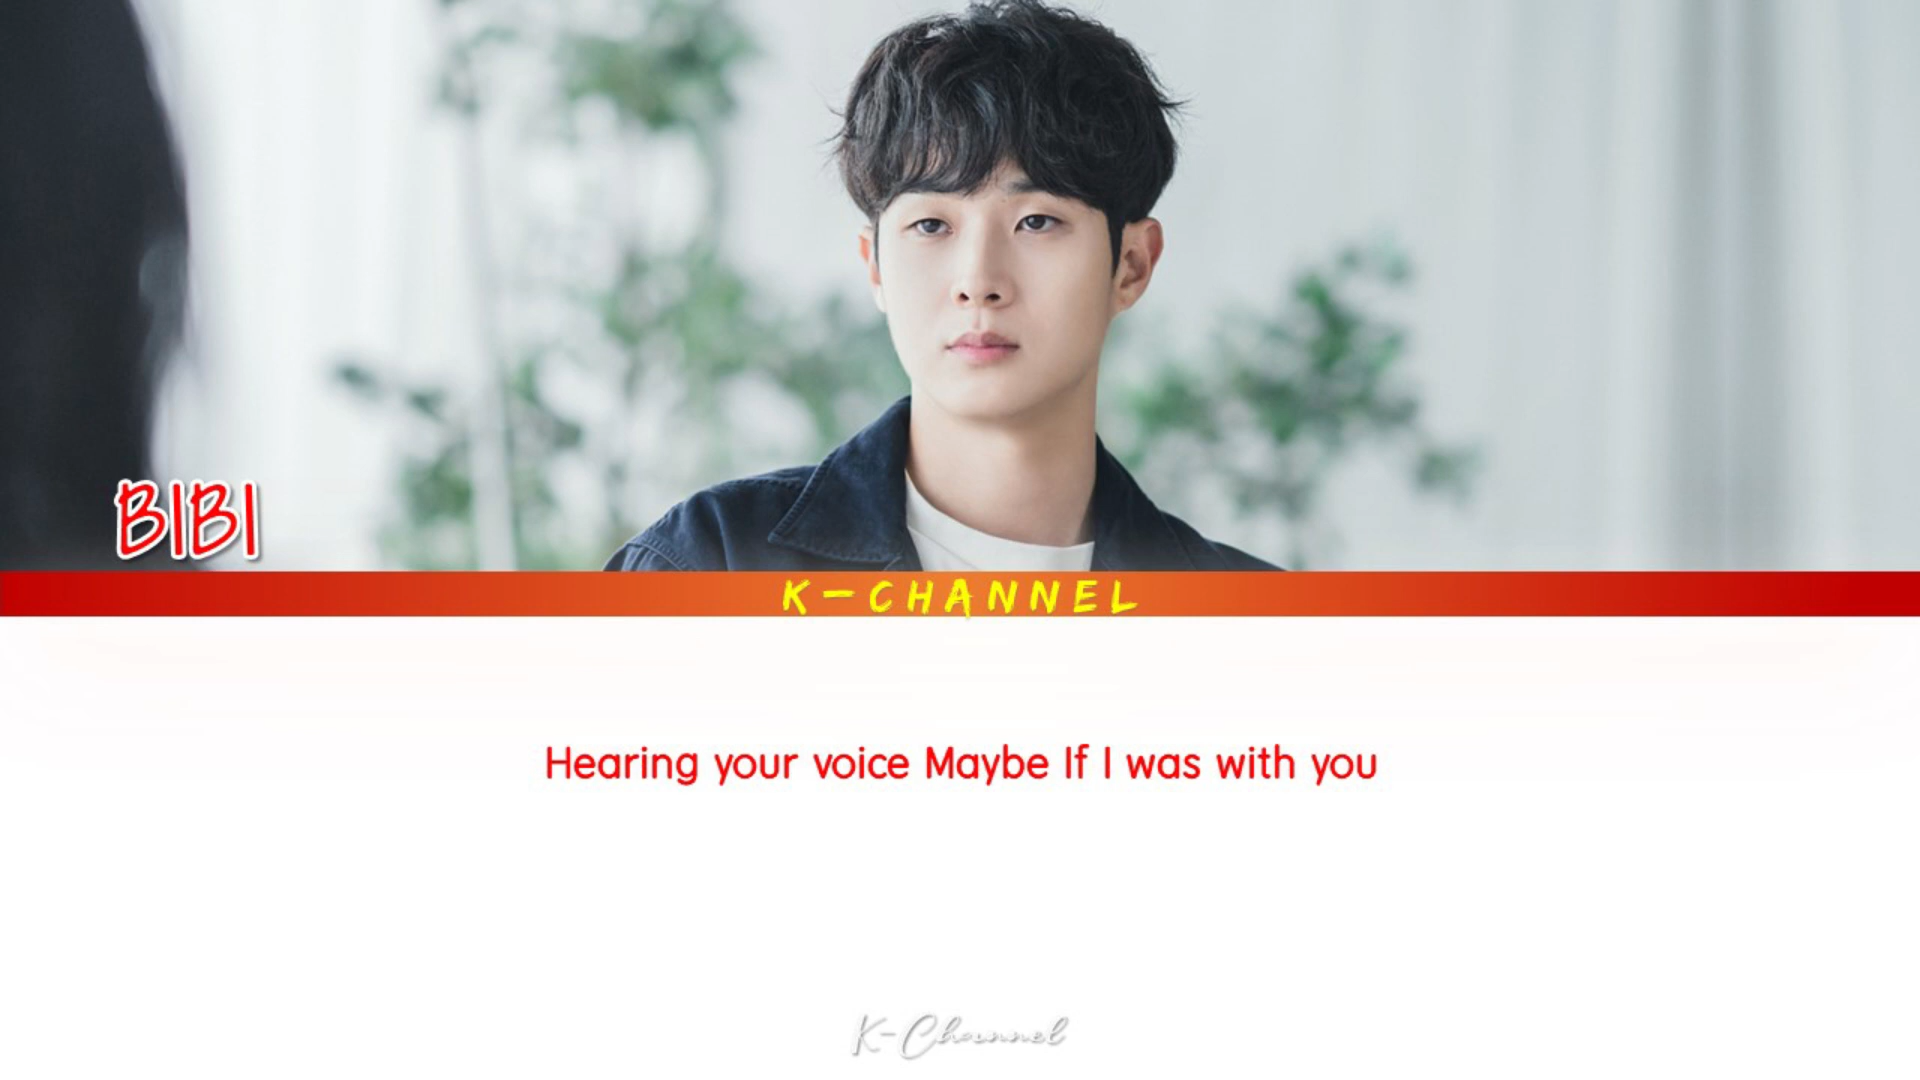 BIBI
K-CHANNEL
Hearing your voice Maybe If I was with you
K-Channel